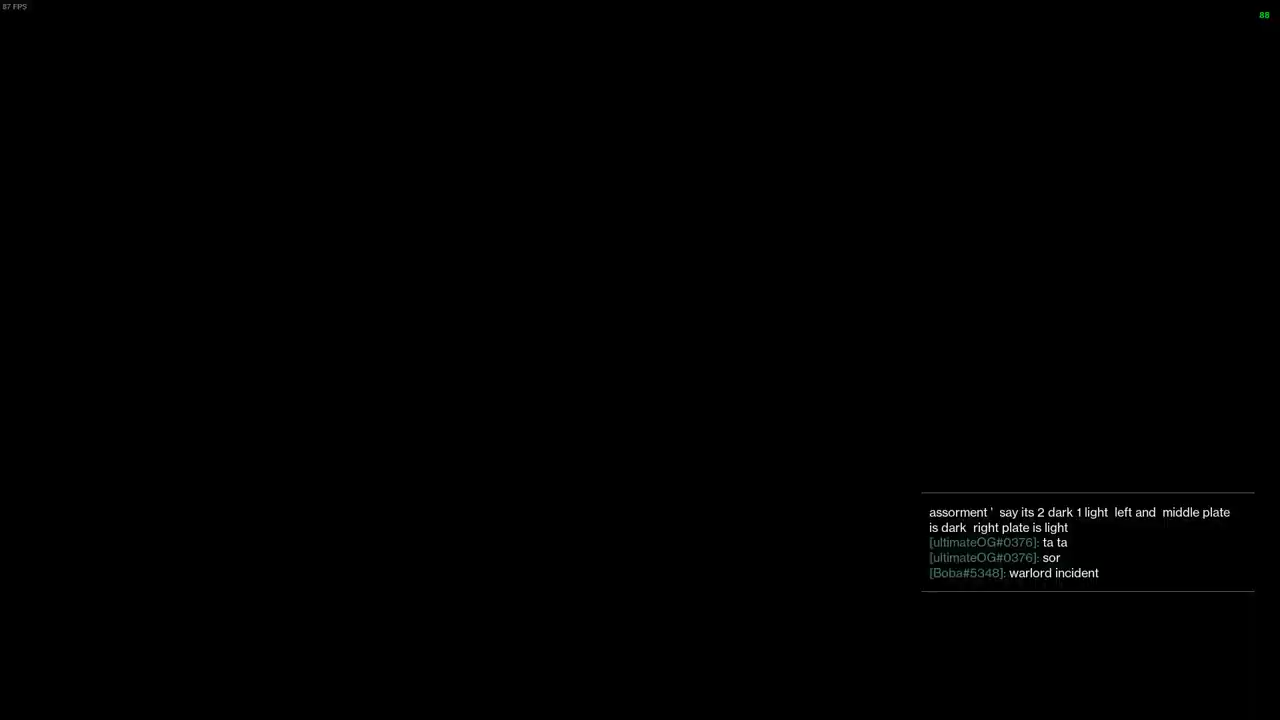 87 FPS
88
assorment '  say its 2 dark 1 light  left and  middle plate
is dark  right plate is light
[ultimateOG#0376]: ta ta
[ultimateOG#0376]: sor
[Boba#5348]: warlord incident